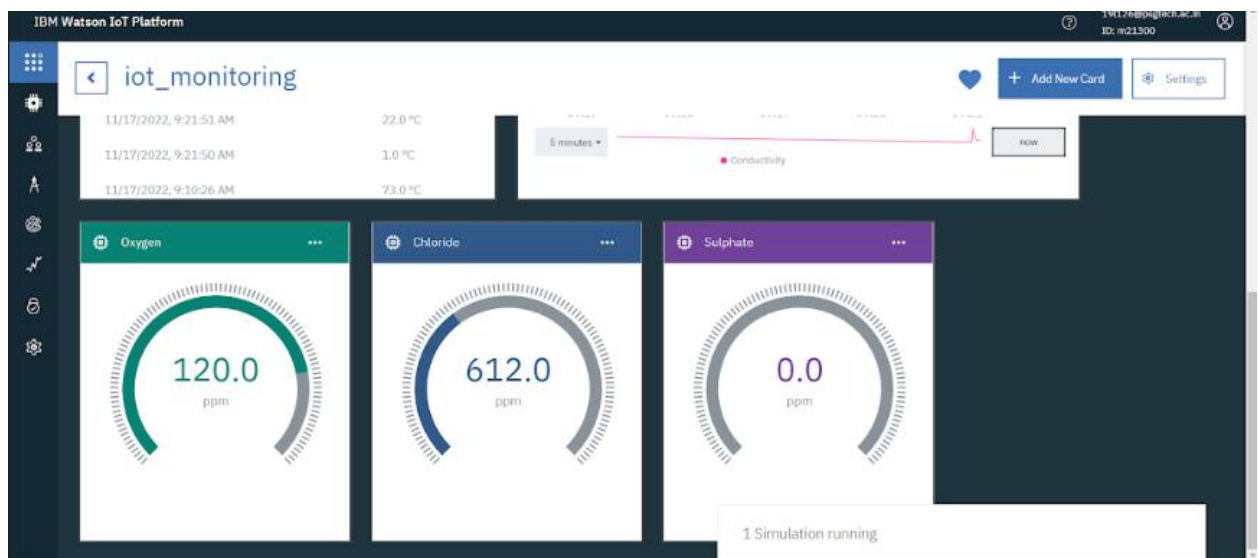 IBM Watson IoT Platform
ID: m21300
iot_monitoring
+ Add New Card
Settings
11/17/2022, 9:21:51 AM 22.0 °C
11/17/2022, 9:21:50 AM 1.0 °C
11/17/2022, 9:10:26 AM 73.0 °C
5 minutes
now
Conductivity
Oxygen
Chloride
Sulphate
120.0
ppm
612.0
ppm
0.0
ppm
1 Simulation running